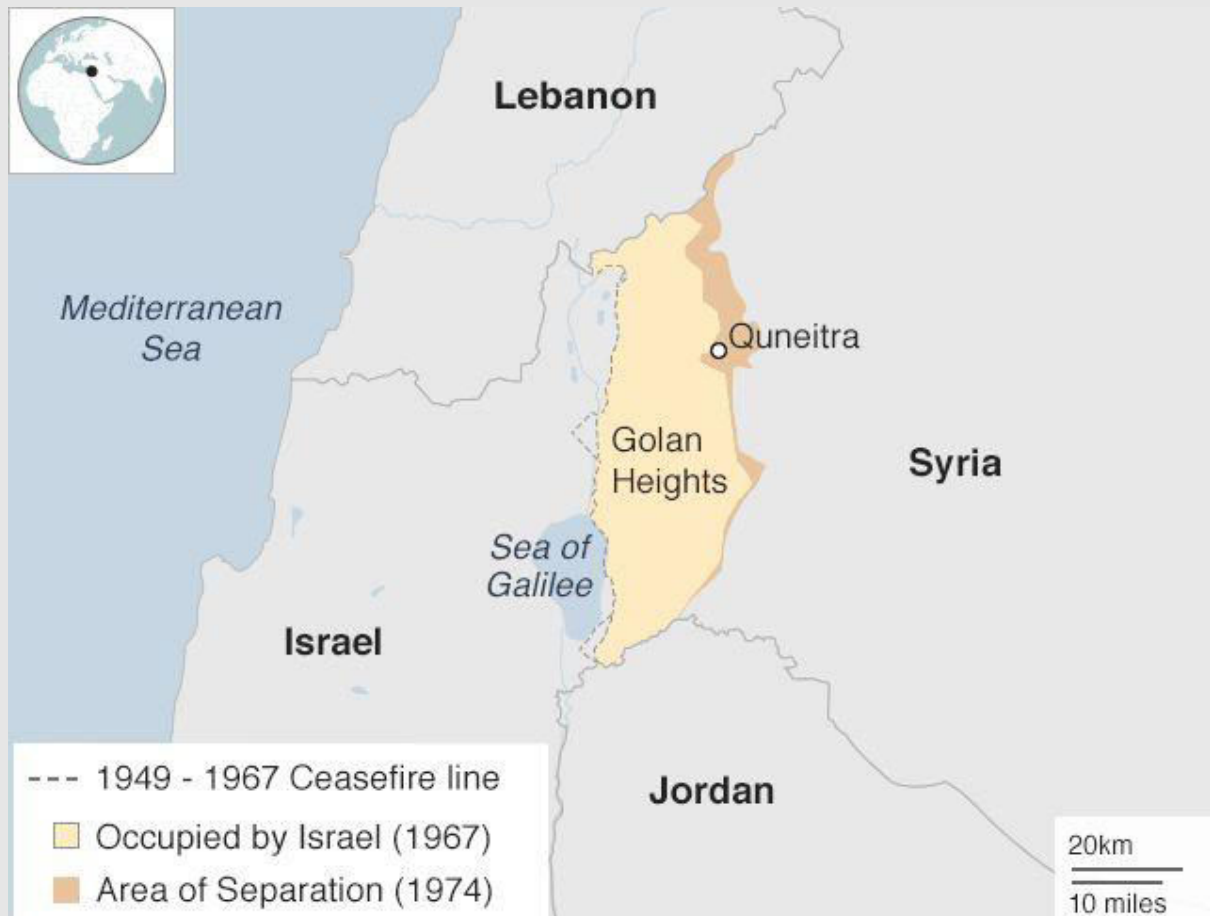 Lebanon
Mediterranean
Sea
Quneitra
Golan
Heights
Syria
Sea of
Galilee
Israel
Jordan
1949 - 1967 Ceasefire line
Occupied by Israel (1967)
Area of Separation (1974)
20km
10 miles